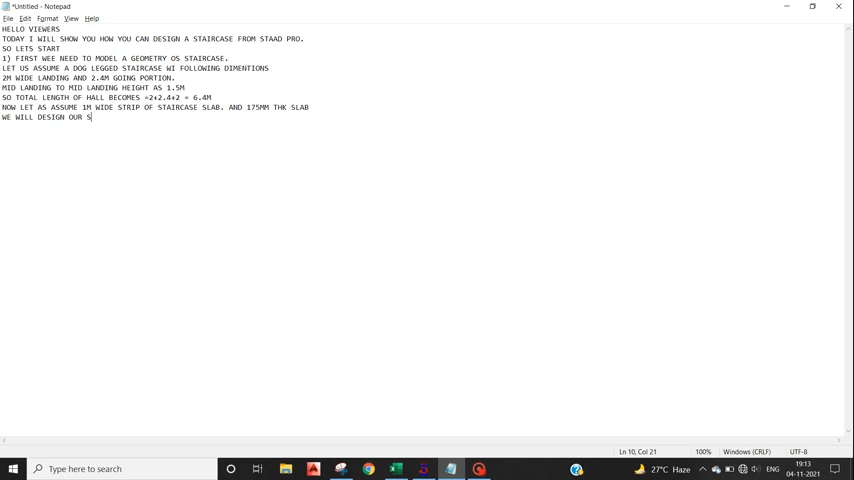 *Untitled - Notepad
File Edit Format View Help
HELLO VIEWERS
TODAY I WILL SHOW YOU HOW YOU CAN DESIGN A STAIRCASE FROM STAAD PRO.
SO LETS START
1) FIRST WEE NEED TO MODEL A GEOMETRY OS STAIRCASE.
LET US ASSUME A DOG LEGGED STAIRCASE WI FOLLOWING DIMENTIONS
2M WIDE LANDING AND 2.4M GOING PORTION.
MID LANDING TO MID LANDING HEIGHT AS 1.5M
SO TOTAL LENGTH OF HALL BECOMES =2+2.4+2 = 6.4M
NOW LET AS ASSUME 1M WIDE STRIP OF STAIRCASE SLAB. AND 175MM THK SLAB
WE WILL DESIGN OUR S
Ln 10, Col 21 100% Windows (CRLF) UTF-8
Type here to search
27°C Haze
ENG
19:13
04-11-2021